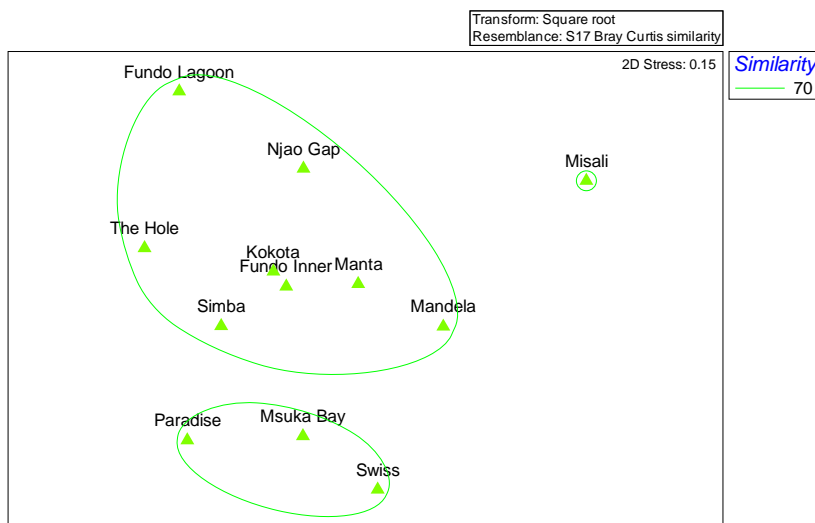 Transform: Square root
Resemblance: S17 Bray Curtis similarity
2D Stress: 0.15
Similarity
70
Fundo Lagoon
Njao Gap
Misali
The Hole
Kokota
Fundo Inner
Manta
Simba
Mandela
Paradise
Msuka Bay
Swiss